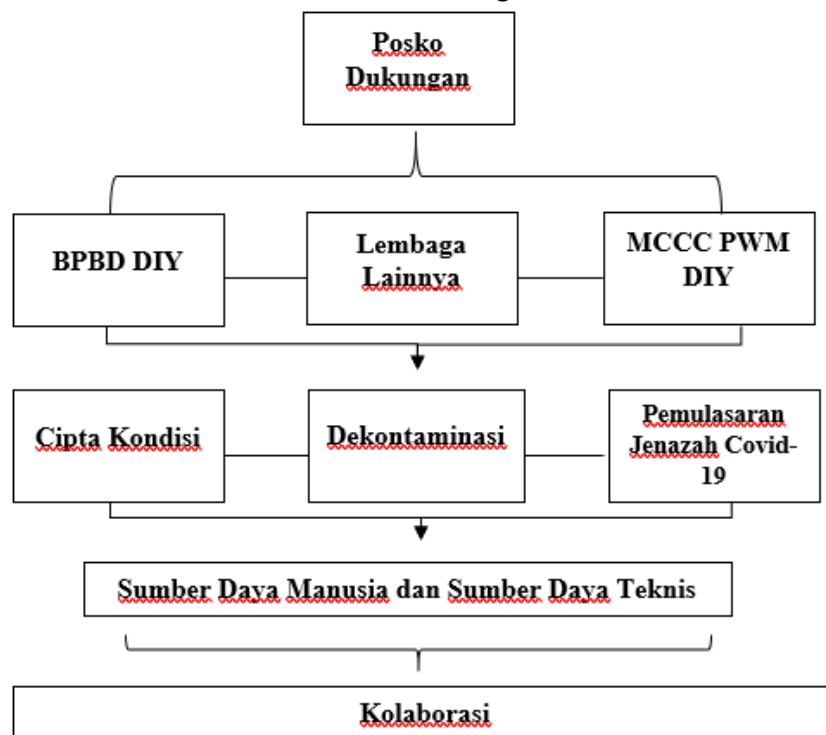 Posko
Dukungan
BPBD DIY
Lembaga
Lainnya
MCCC PWM
DIY
Cipta Kondisi
Dekontaminasi
Pemulasaran
Jenazah Covid-
19
Sumber Daya Manusia dan Sumber Daya Teknis
Kolaborasi